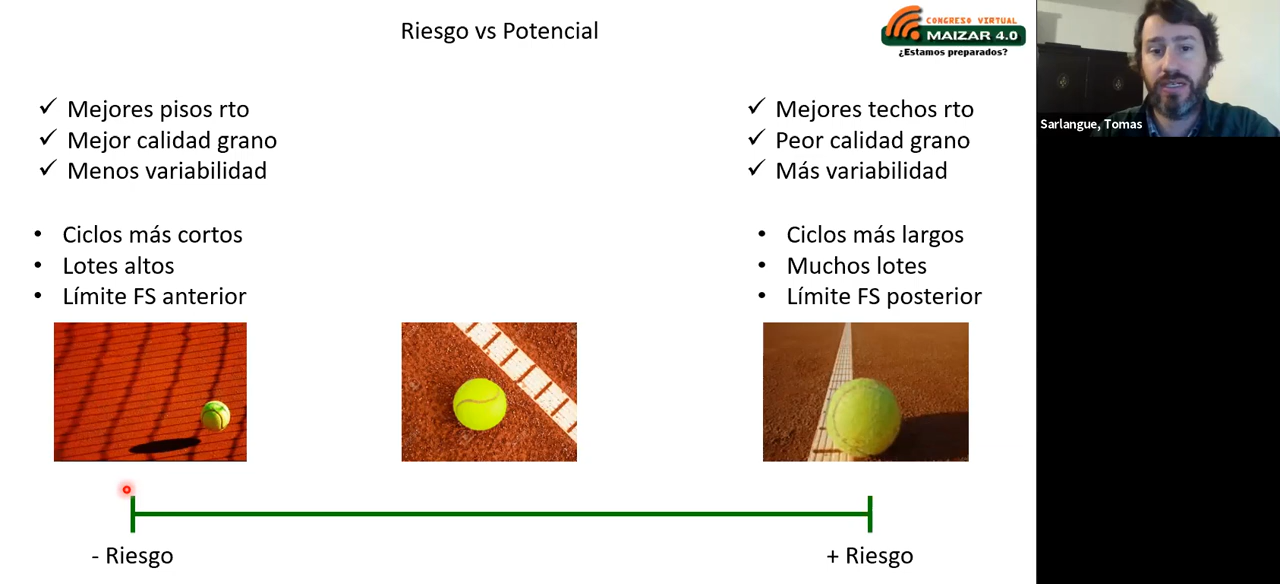 Riesgo vs Potencial
CONGRESO VIRTUAL
MAIZAR 4.0
¿Estamos preparados?
Sarlangue, Tomas
✓ Mejores pisos rto
✓ Mejor calidad grano
✓ Menos variabilidad
• Ciclos más cortos
• Lotes altos
• Límite FS anterior
✓ Mejores techos rto
✓ Peor calidad grano
✓ Más variabilidad
• Ciclos más largos
• Muchos lotes
• Límite FS posterior
- Riesgo
+ Riesgo